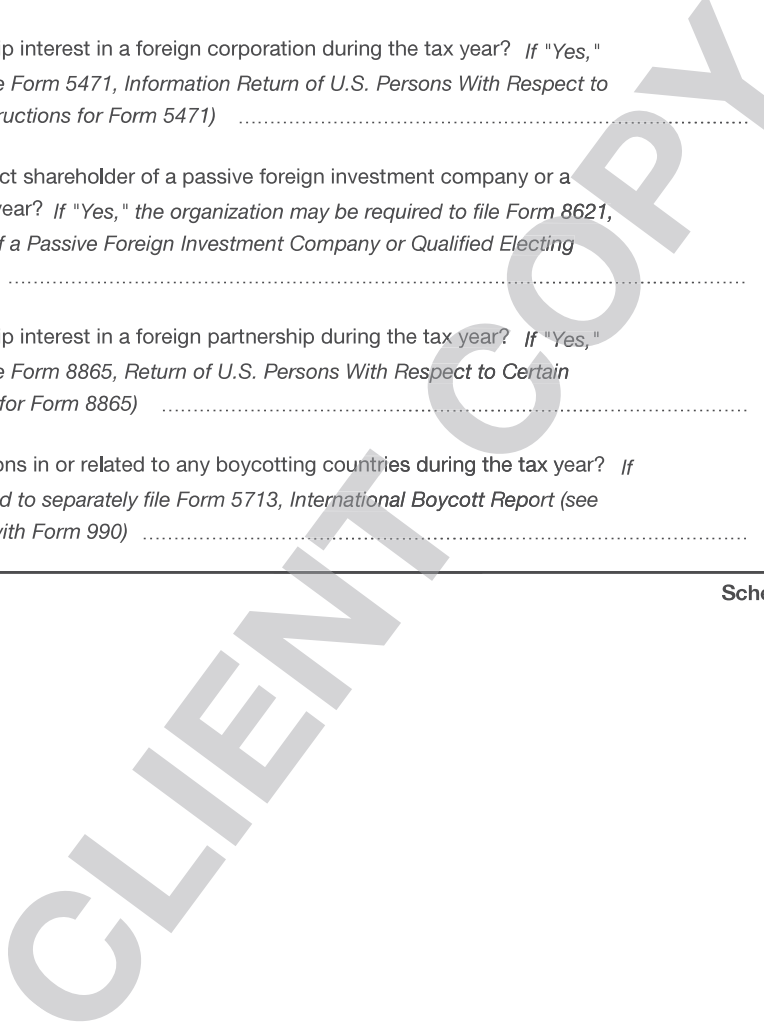 p interest in a foreign corporation during the tax year? If "Yes,"
e Form 5471, Information Return of U.S. Persons With Respect to
ructions for Form 5471) ........................................................................................
ct shareholder of a passive foreign investment company or a
year? If "Yes," the organization may be required to file Form 8621,
f a Passive Foreign Investment Company or Qualified Electing
........................................................................................................................
p interest in a foreign partnership during the tax year? If "Yes,"
e Form 8865, Return of U.S. Persons With Respect to Certain
for Form 8865) ........................................................................................
ons in or related to any boycotting countries during the tax year? If
d to separately file Form 5713, International Boycott Report (see
with Form 990) ........................................................................................
Sche
CLIENT COPY